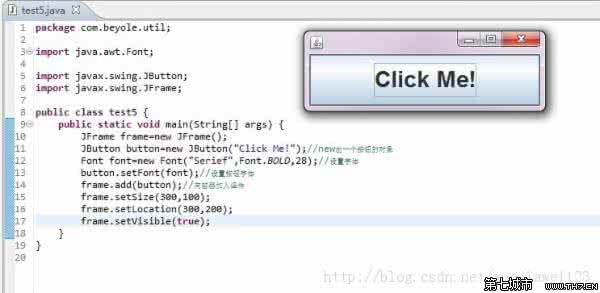 test5.java
1 package com.beyole.util;
2
3 import java.awt.Font;
4
5 import javax.swing.JButton;
6 import javax.swing.JFrame;
7
8 public class test5 {
9 public static void main(String[] args) {
10 JFrame frame=new JFrame();
11 JButton button=new JButton("Click Me!");//new出一个按钮的对象
12 Font font=new Font("Serief",Font.BOLD,28);//设置字体
13 button.setFont(font);//设置按钮字体
14 frame.add(button);//向容器加入组件
15 frame.setSize(300,100);
16 frame.setLocation(300,200);
17 frame.setVisible(true);
18 }
19 }
20
Click Me!
http://blog.csdn.net/
第七城市 www.TH7.CN